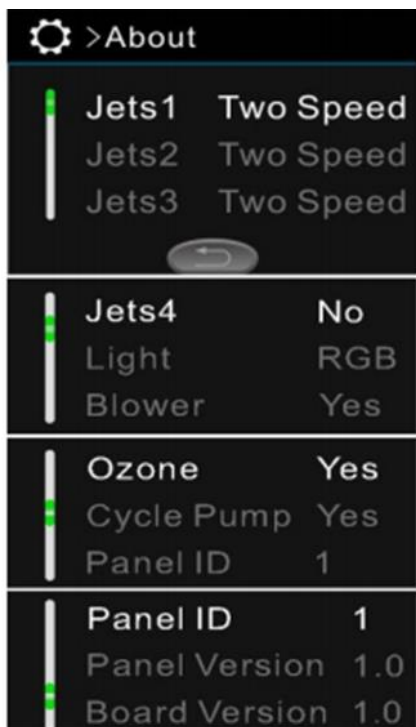 >About
Jets1 Two Speed
Jets2 Two Speed
Jets3 Two Speed
Jets4 No
Light RGB
Blower Yes
Ozone Yes
Cycle Pump Yes
Panel ID 1
Panel ID 1
Panel Version 1.0
Board Version 1.0